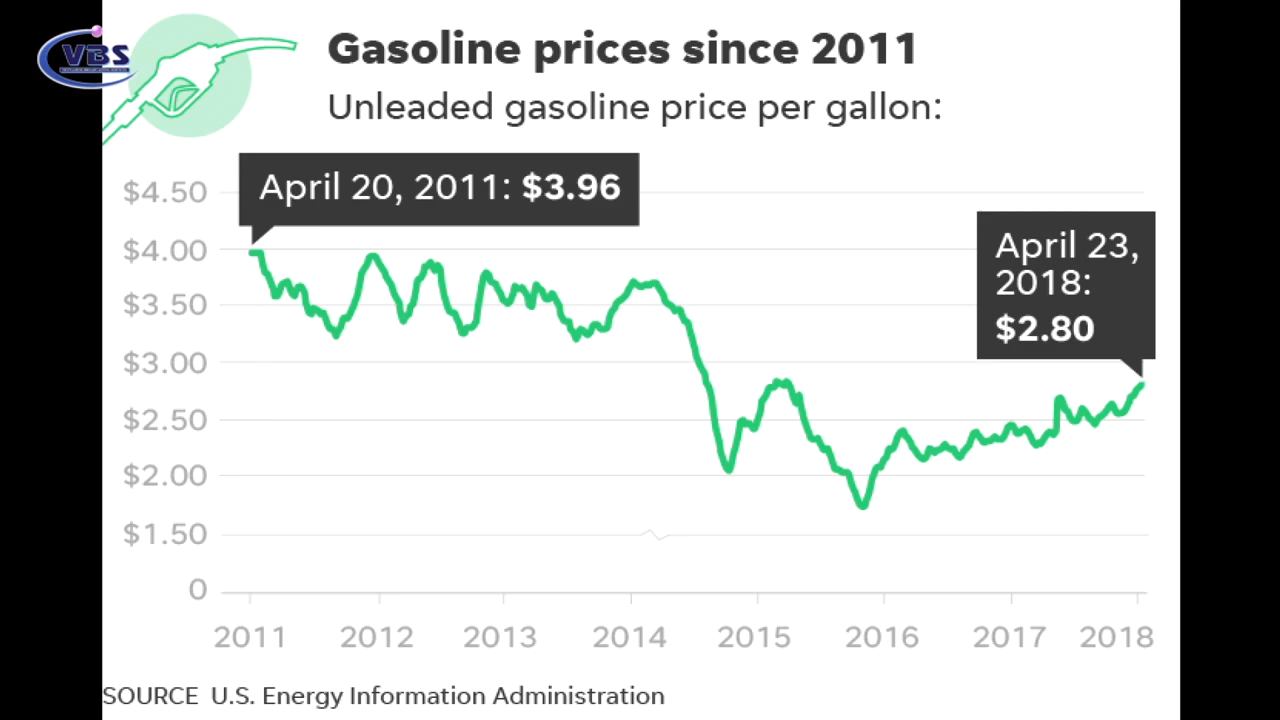 VBS
Gasoline prices since 2011
Unleaded gasoline price per gallon:
April 20, 2011: $3.96
April 23,
2018:
$2.80
$4.50
$4.00
$3.50
$3.00
$2.50
$2.00
$1.50
0
2011 2012 2013 2014 2015 2016 2017 2018
SOURCE U.S. Energy Information Administration